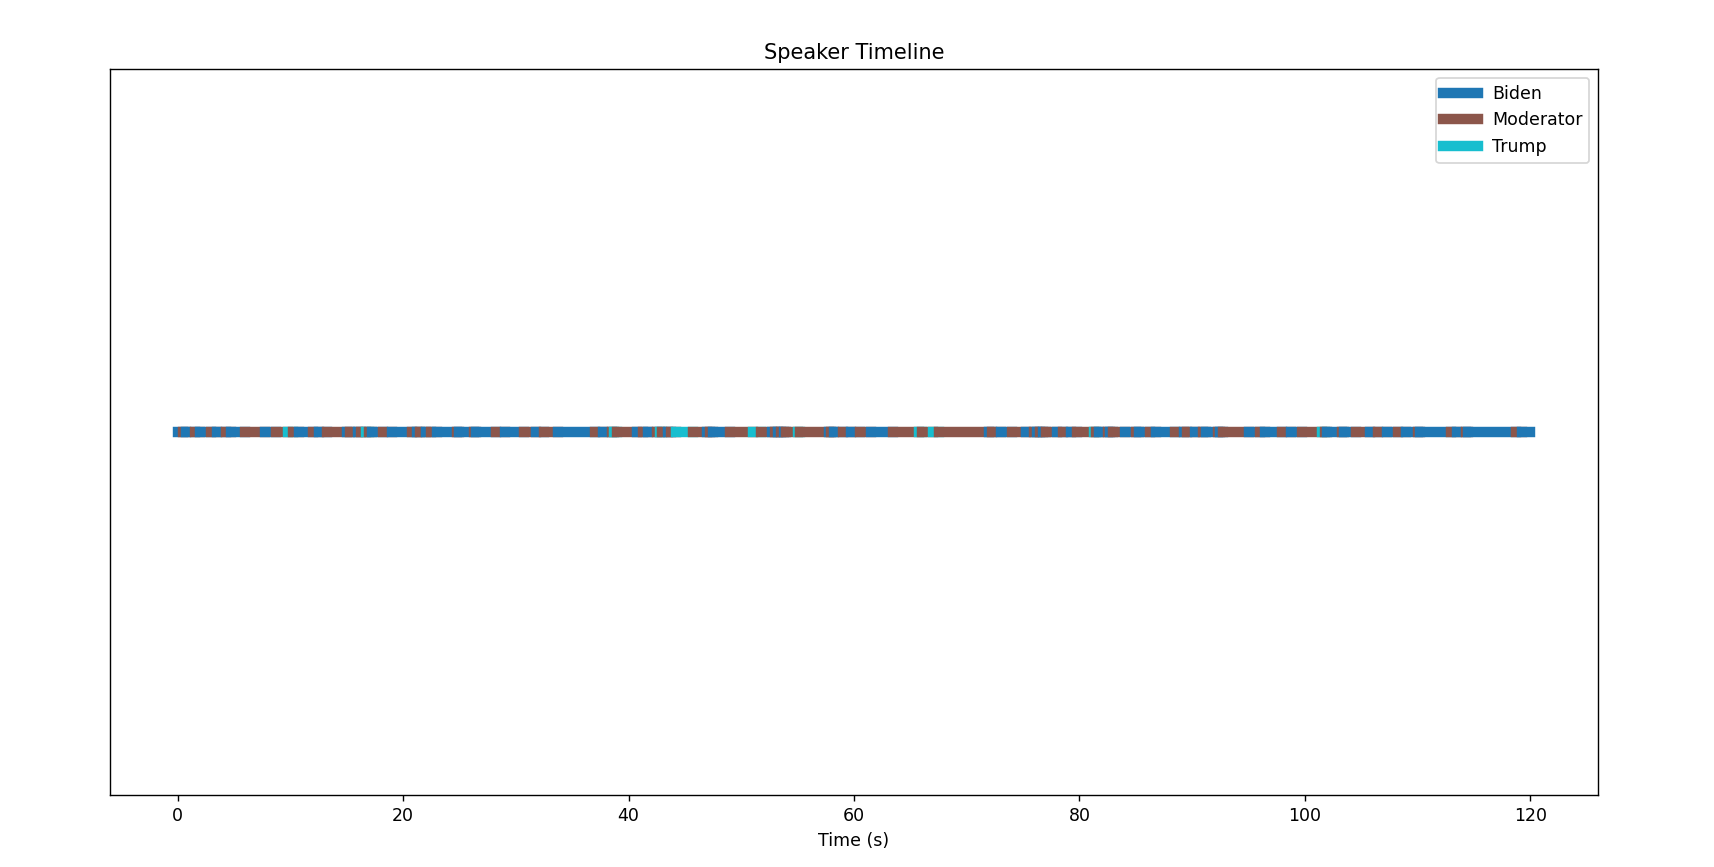 Speaker Timeline
Biden
Moderator
Trump
0 20 40 60 80 100 120
Time (s)